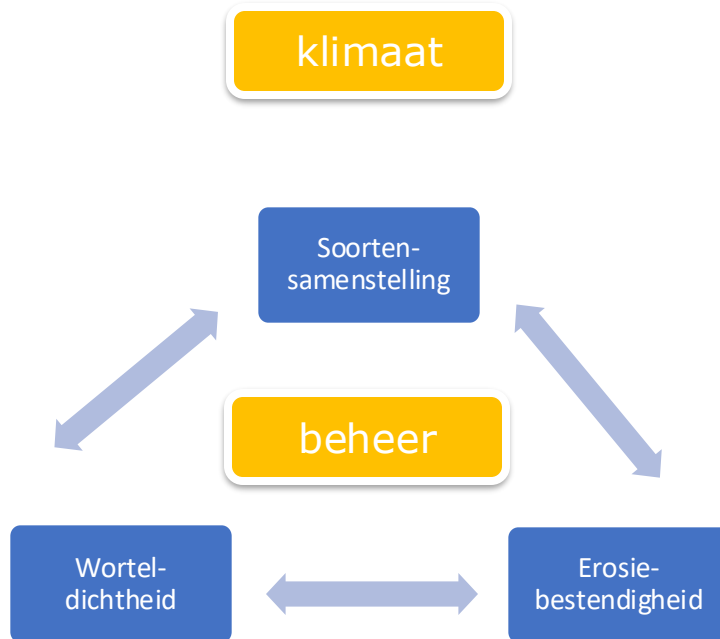 klimaat
Soorten-
samenstelling
beheer
Wortel-
dichtheid
Erosie-
bestendigheid